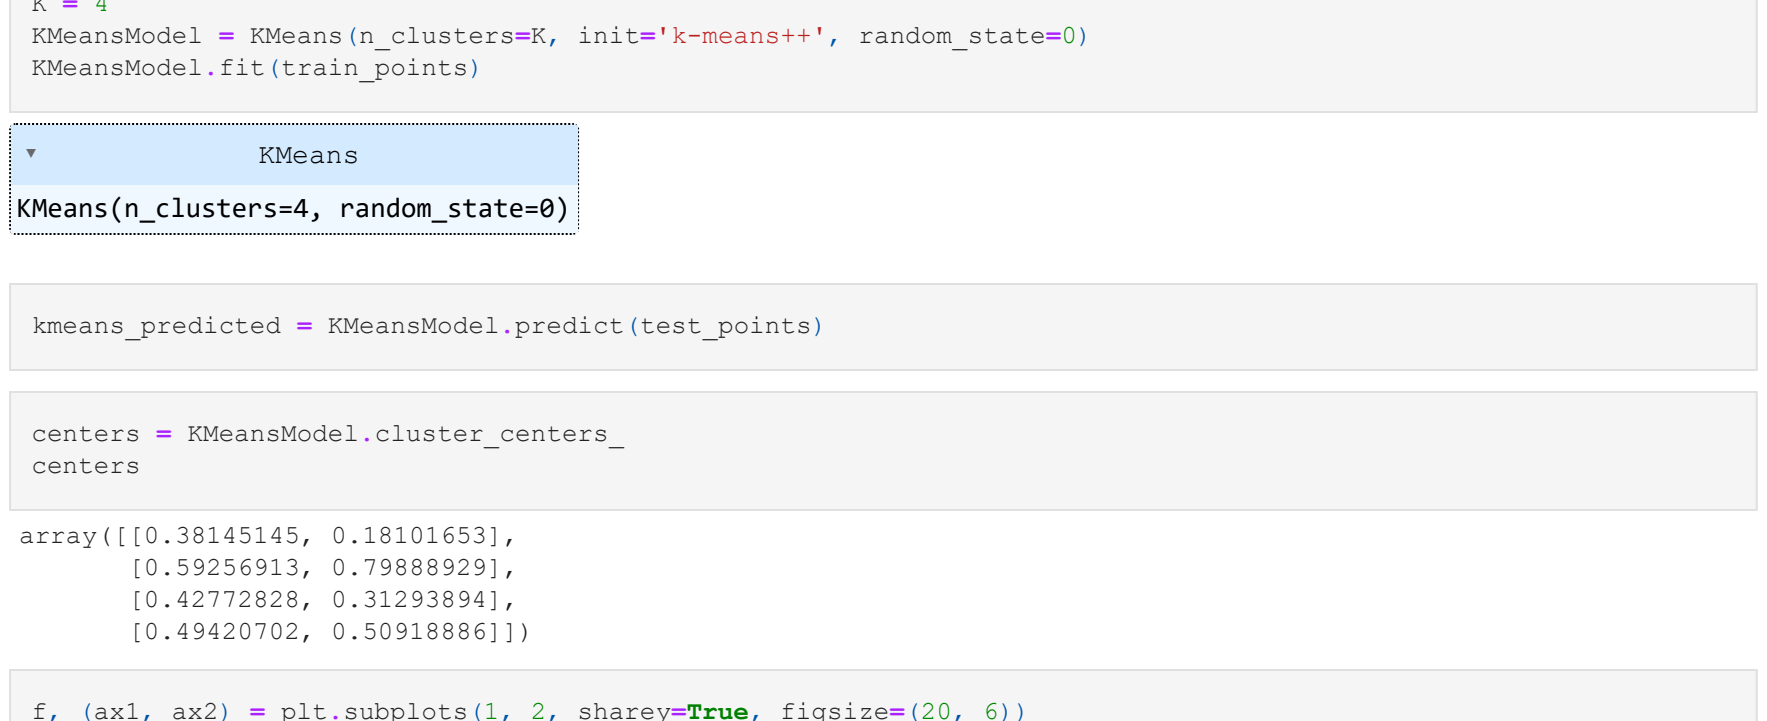 K = 4
KMeansModel = KMeans(n_clusters=K, init='k-means++', random_state=0)
KMeansModel.fit(train_points)
▾ KMeans
KMeans(n_clusters=4, random_state=0)
kmeans_predicted = KMeansModel.predict(test_points)
centers = KMeansModel.cluster_centers_
centers
array([[0.38145145, 0.18101653],
       [0.59256913, 0.79888929],
       [0.42772828, 0.31293894],
       [0.49420702, 0.50918886]])
f, (ax1, ax2) = plt.subplots(1, 2, sharey=True, figsize=(20, 6))